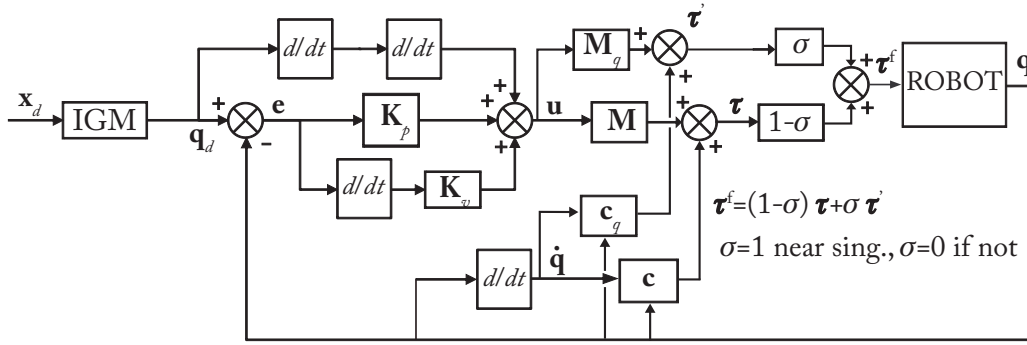 x_d
IGM
+
q_d
-
e
d/dt
d/dt
K_p
d/dt
K_v
+
+
+
u
M_q
M
+
+
τ'
+
+
τ
σ
1-σ
+
+
τ^f
ROBOT
q
c_q
c
d/dt
q̇
τ^f=(1-σ) τ+σ τ'
σ=1 near sing., σ=0 if not